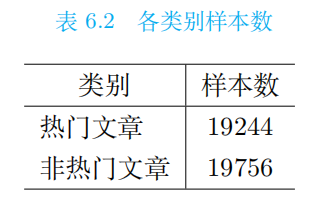 表 6.2 各类别样本数
类别 样本数
热门文章 19244
非热门文章 19756